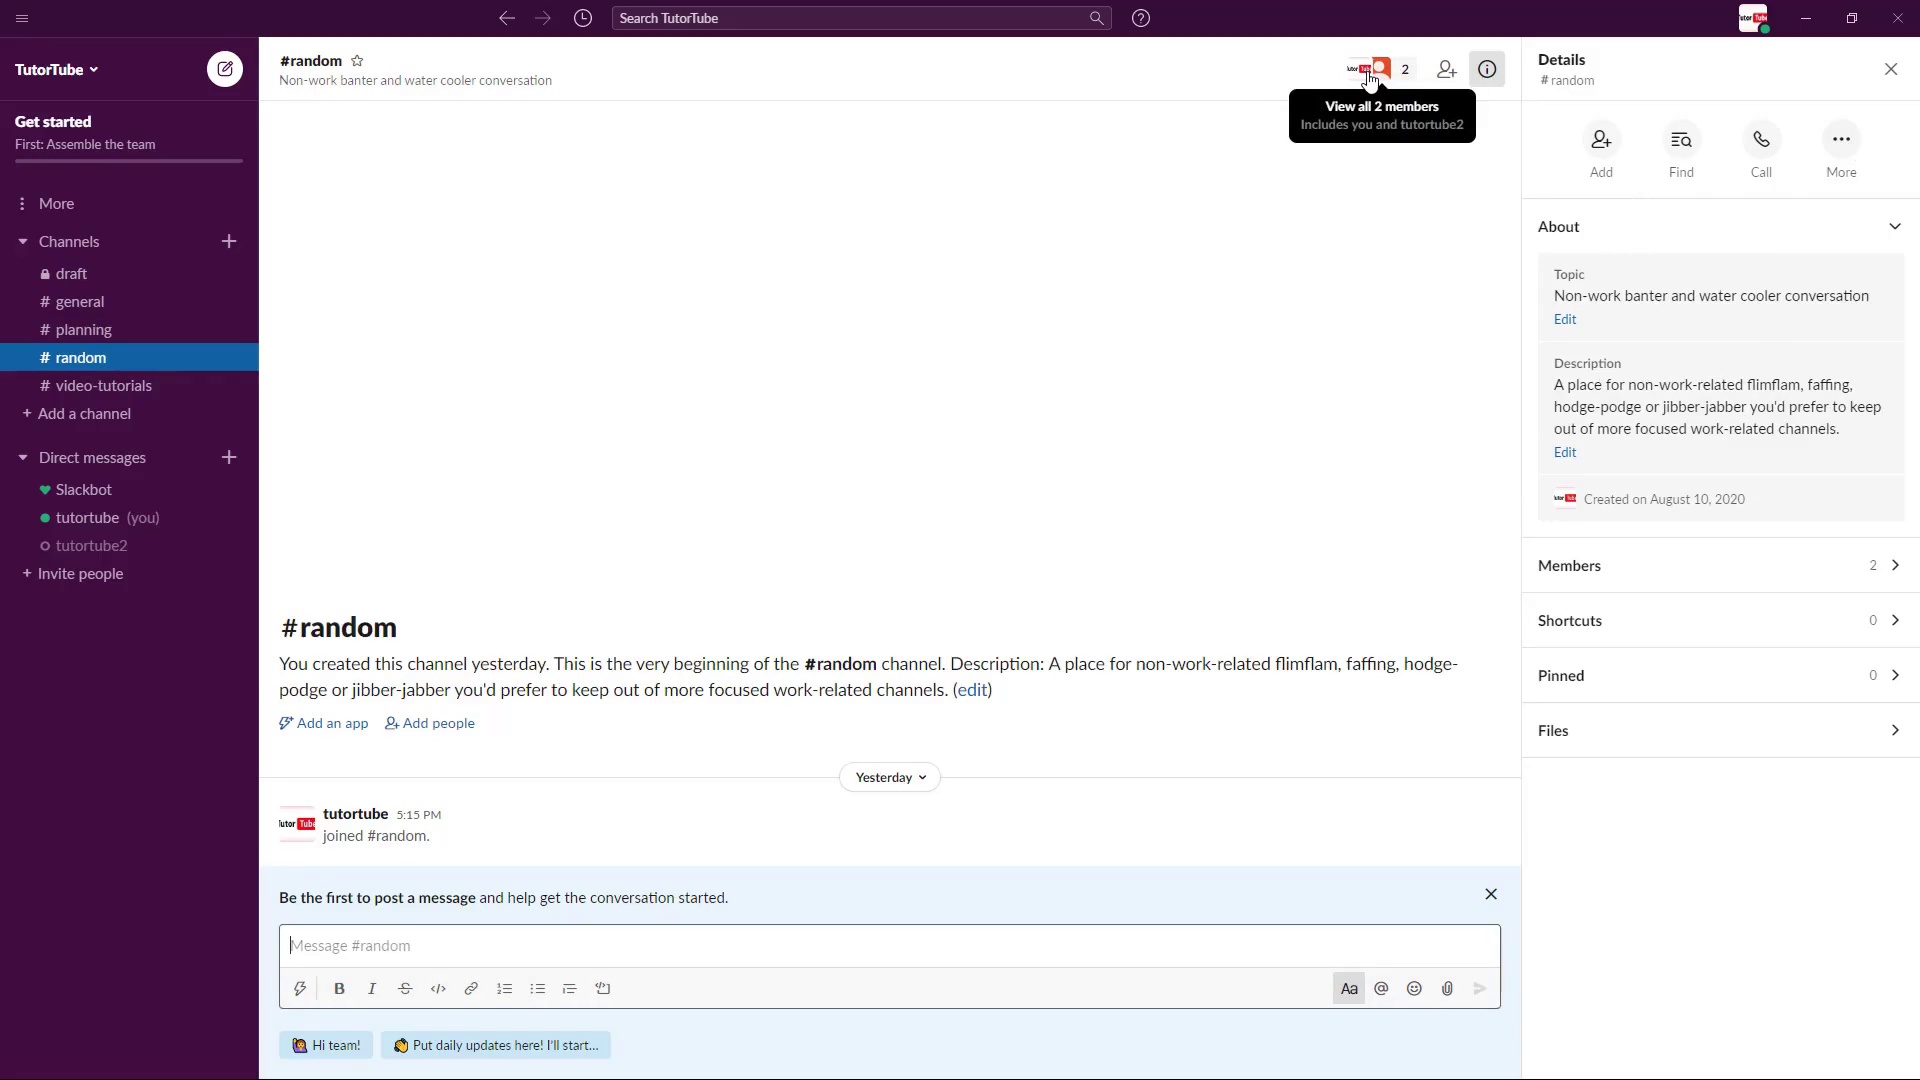 Search TutorTube
TutorTube
Get started
First: Assemble the team
More
Channels
draft
# general
# planning
# random
# video-tutorials
+ Add a channel
Direct messages
Slackbot
tutortube (you)
tutortube2
+ Invite people
#random
Non-work banter and water cooler conversation
2
View all 2 members
Includes you and tutortube2
#random
You created this channel yesterday. This is the very beginning of the #random channel. Description: A place for non-work-related flimflam, faffing, hodge-
podge or jibber-jabber you'd prefer to keep out of more focused work-related channels. (edit)
Add an app Add people
Yesterday
tutortube 5:15 PM
Tutor Tube
joined #random.
Be the first to post a message and help get the conversation started.
Message #random
B I S </> Aa @
Hi team! Put daily updates here! I'll start...
Details
# random
Add Find Call More
About
Topic
Non-work banter and water cooler conversation
Edit
Description
A place for non-work-related flimflam, faffing,
hodge-podge or jibber-jabber you'd prefer to keep
out of more focused work-related channels.
Edit
Created on August 10, 2020
Members 2
Shortcuts 0
Pinned 0
Files